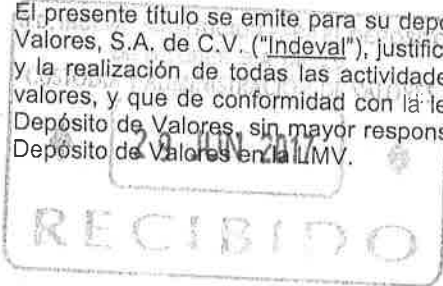 El presente título se emite para su depó
Valores, S.A. de C.V. ("Indeval"), justific
y la realización de todas las actividade
valores, y que de conformidad con la le
Depósito de Valores, sin mayor respons
Depósito de Valores en la LMV.
29 JUN 2017
RECIBIDO